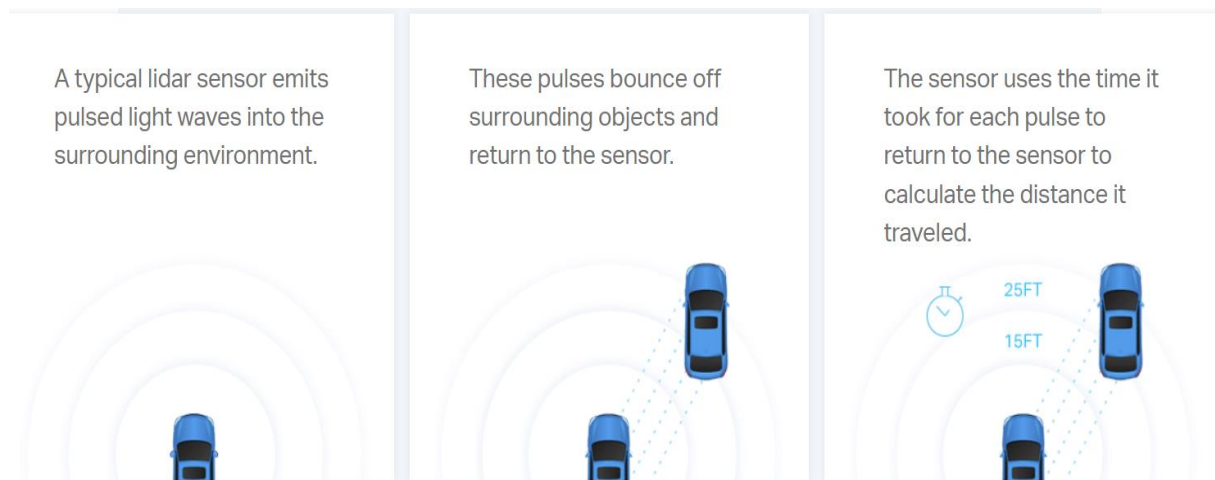 A typical lidar sensor emits
pulsed light waves into the
surrounding environment.
These pulses bounce off
surrounding objects and
return to the sensor.
The sensor uses the time it
took for each pulse to
return to the sensor to
calculate the distance it
traveled.
25FT
15FT